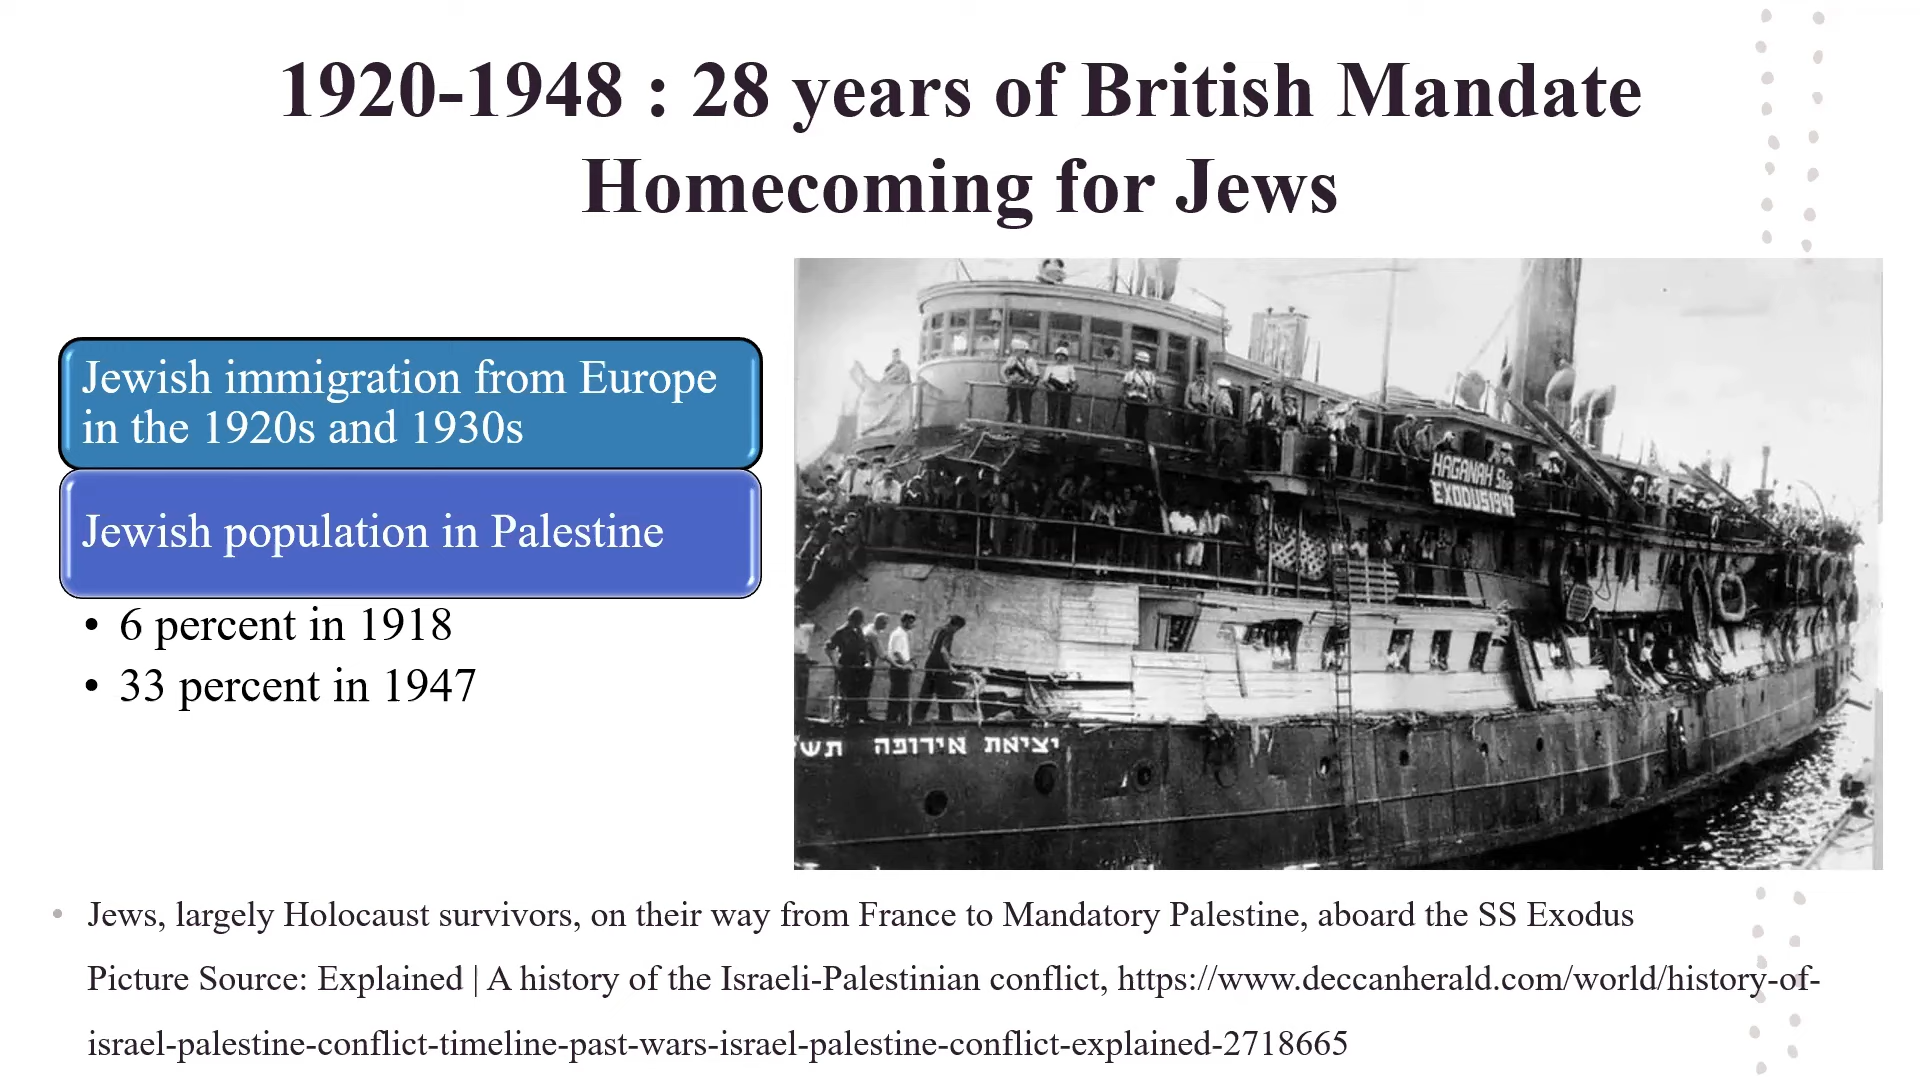 1920-1948 : 28 years of British Mandate
Homecoming for Jews
Jewish immigration from Europe
in the 1920s and 1930s
Jewish population in Palestine
• 6 percent in 1918
• 33 percent in 1947
HAGANAH Ship
EXODUS 1947
יציאת אירופה תש
• Jews, largely Holocaust survivors, on their way from France to Mandatory Palestine, aboard the SS Exodus
Picture Source: Explained | A history of the Israeli-Palestinian conflict, https://www.deccanherald.com/world/history-of-
israel-palestine-conflict-timeline-past-wars-israel-palestine-conflict-explained-2718665